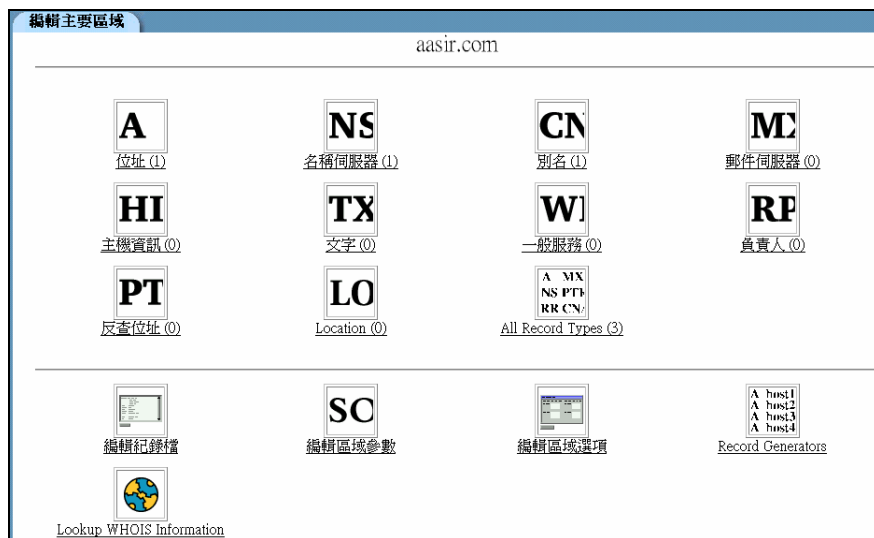 編輯主要區域
aasir.com
A
NS
CN
MX
位址 (1)
名稱伺服器 (1)
別名 (1)
郵件伺服器 (0)
HI
TX
WI
RP
主機資訊 (0)
文字 (0)
一般服務 (0)
負責人 (0)
PT
LO
A MX
NS PTR
RR CNA
反查位址 (0)
Location (0)
All Record Types (3)
SO
A host1
A host2
A host3
A host4
編輯紀錄檔
編輯區域參數
編輯區域選項
Record Generators
Lookup WHOIS Information